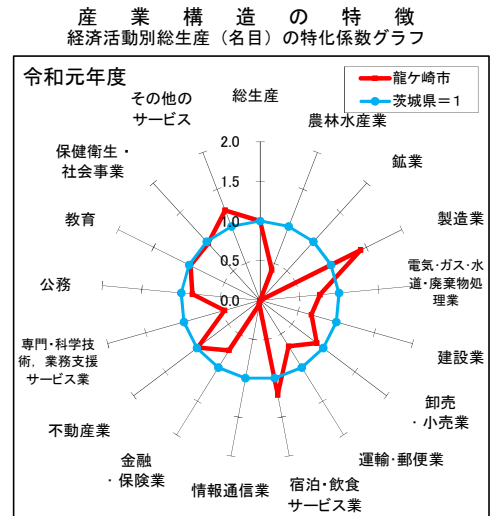 産業構造の特徴
経済活動別総生産（名目）の特化係数グラフ
令和元年度
龍ケ崎市
茨城県＝１
総生産
農林水産業
鉱業
製造業
電気･ガス･水
道･廃棄物処
理業
建設業
卸売
・小売業
運輸･郵便業
宿泊・飲食
サービス業
情報通信業
金融
・保険業
不動産業
専門・科学技
術，業務支援
サービス業
公務
教育
保健衛生・
社会事業
その他の
サービス
2.0
1.5
1.0
0.5
0.0